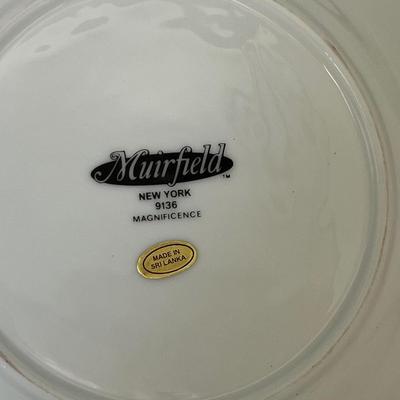 Muirfield TM
NEW YORK
9136
MAGNIFICENCE
MADE IN
SRI LANKA